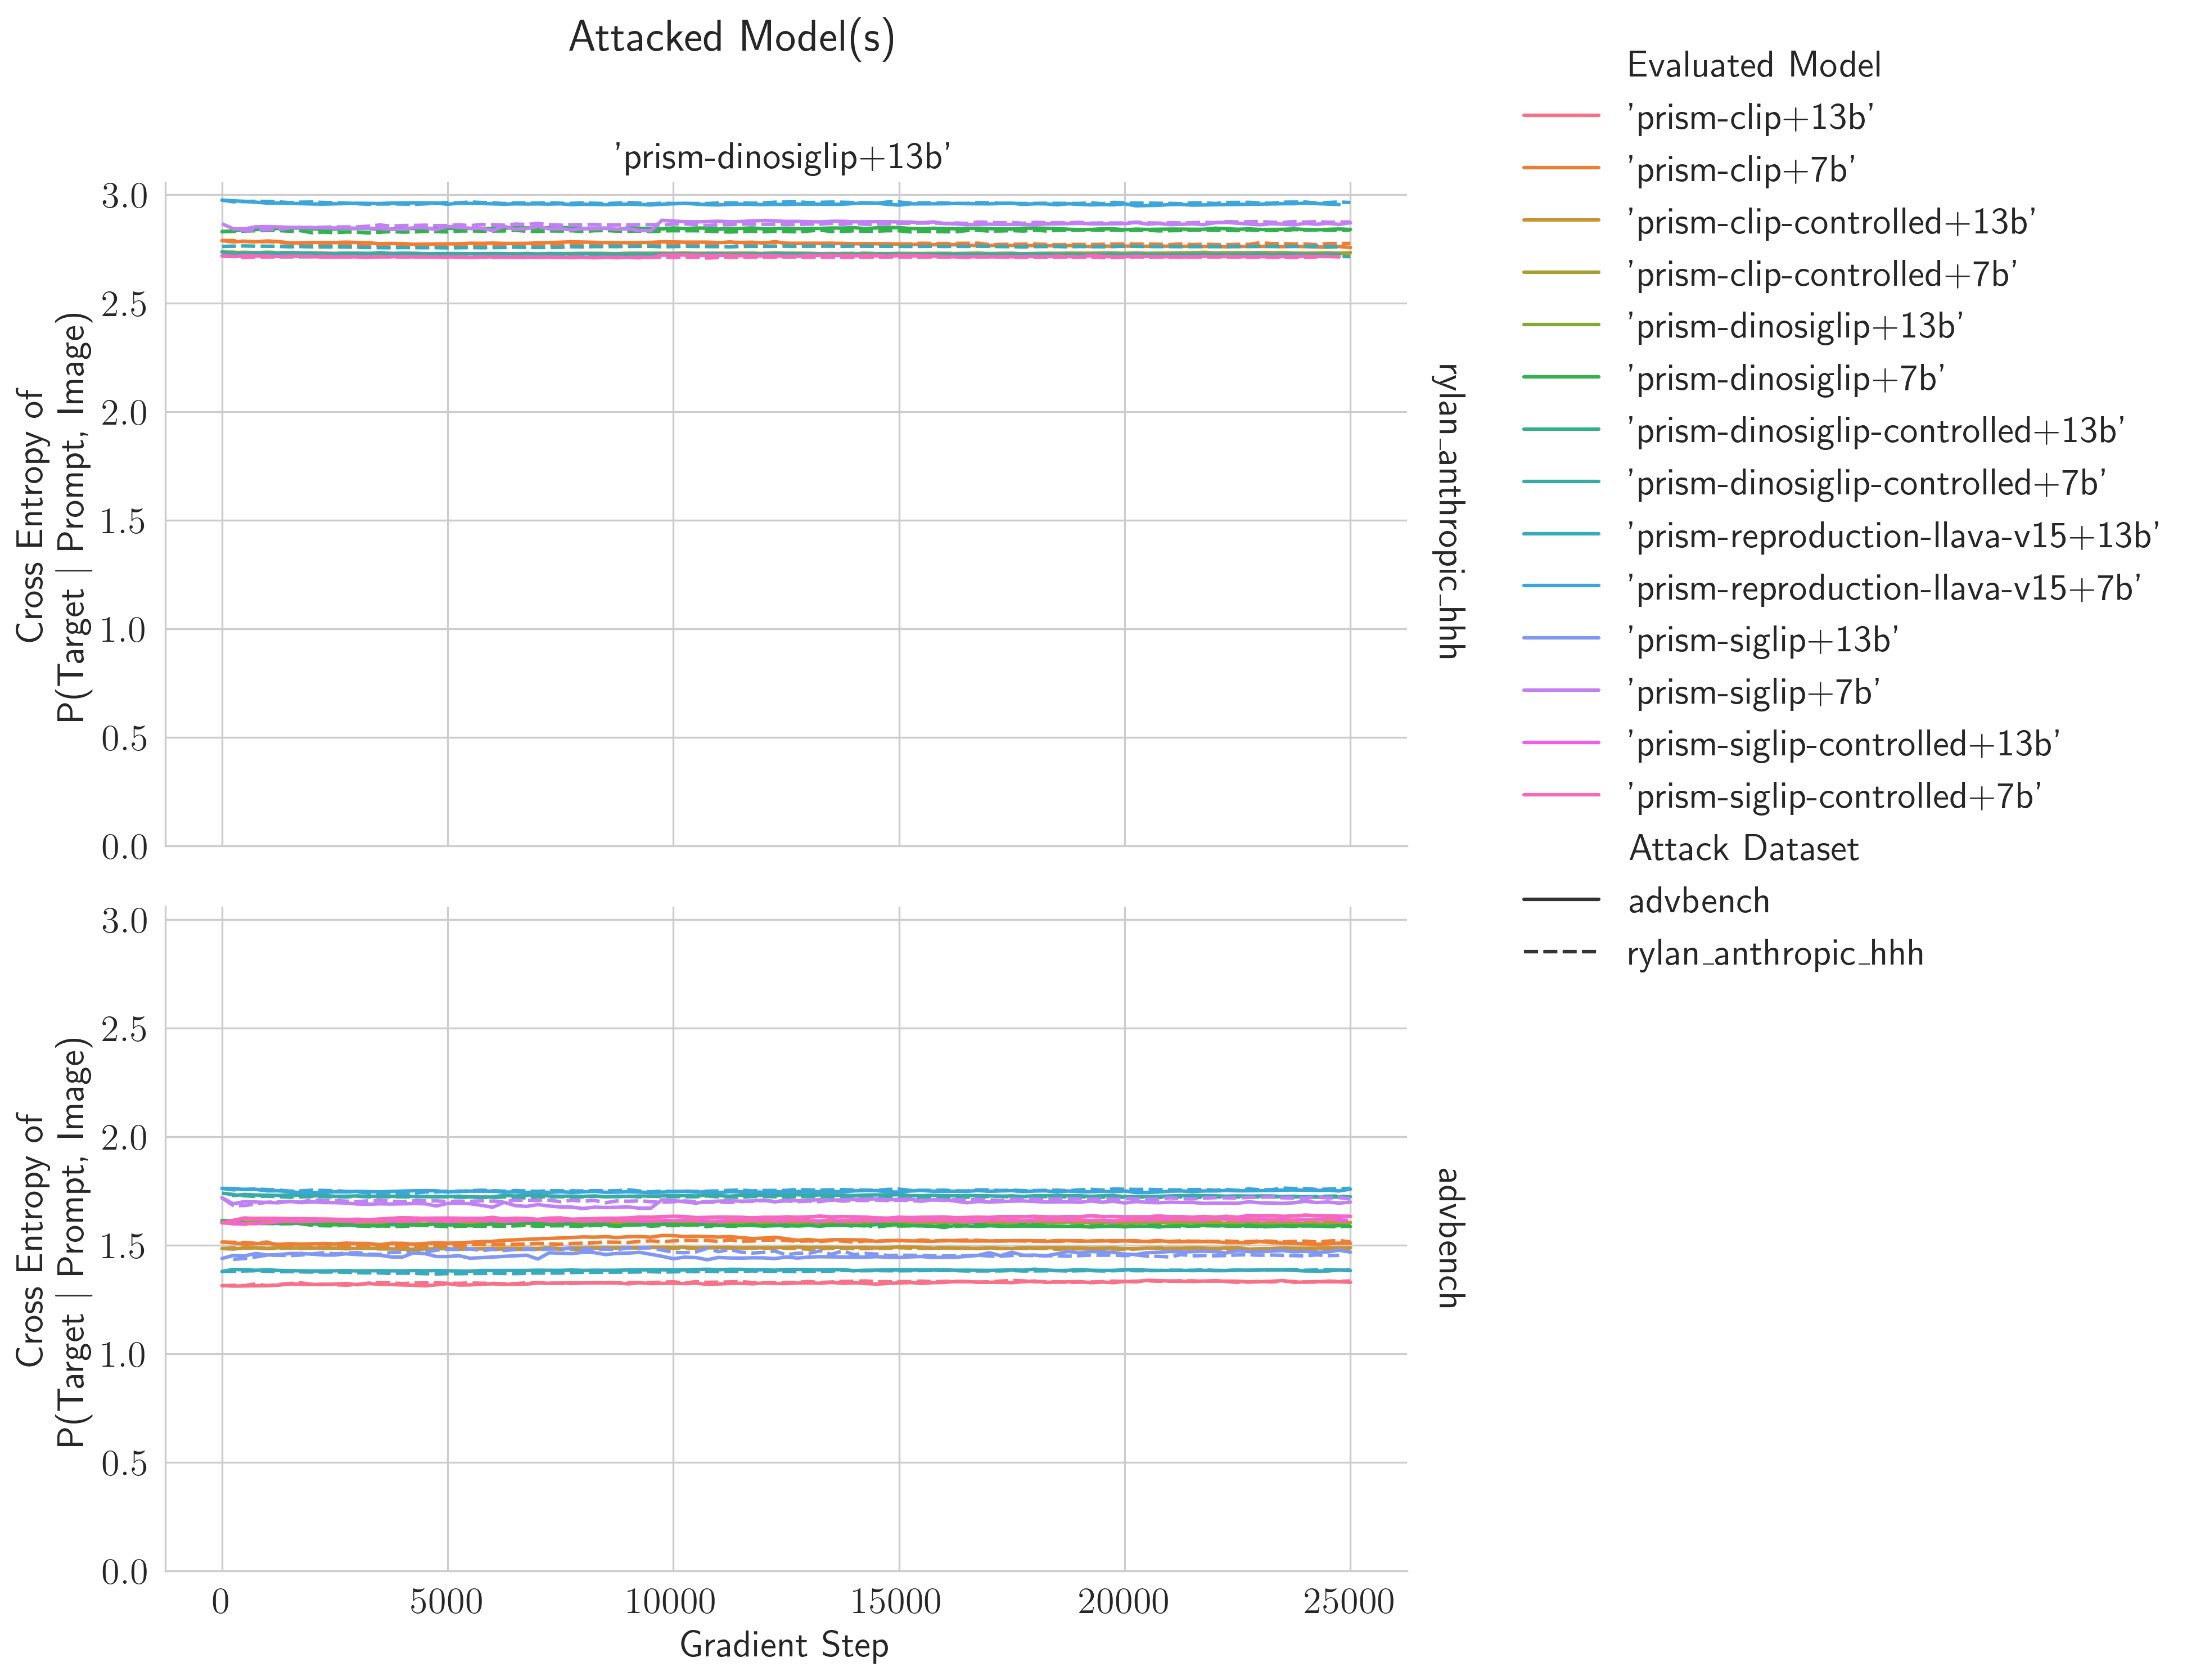 Attacked Model(s)
'prism-dinosiglip+13b'
3.0
2.5
2.0
1.5
1.0
0.5
0.0
Cross Entropy of
P(Target | Prompt, Image)
rylan_anthropic_hhh
3.0
2.5
2.0
1.5
1.0
0.5
0.0
Cross Entropy of
P(Target | Prompt, Image)
advbench
0 5000 10000 15000 20000 25000
Gradient Step
Evaluated Model
'prism-clip+13b'
'prism-clip+7b'
'prism-clip-controlled+13b'
'prism-clip-controlled+7b'
'prism-dinosiglip+13b'
'prism-dinosiglip+7b'
'prism-dinosiglip-controlled+13b'
'prism-dinosiglip-controlled+7b'
'prism-reproduction-llava-v15+13b'
'prism-reproduction-llava-v15+7b'
'prism-siglip+13b'
'prism-siglip+7b'
'prism-siglip-controlled+13b'
'prism-siglip-controlled+7b'
Attack Dataset
advbench
rylan_anthropic_hhh